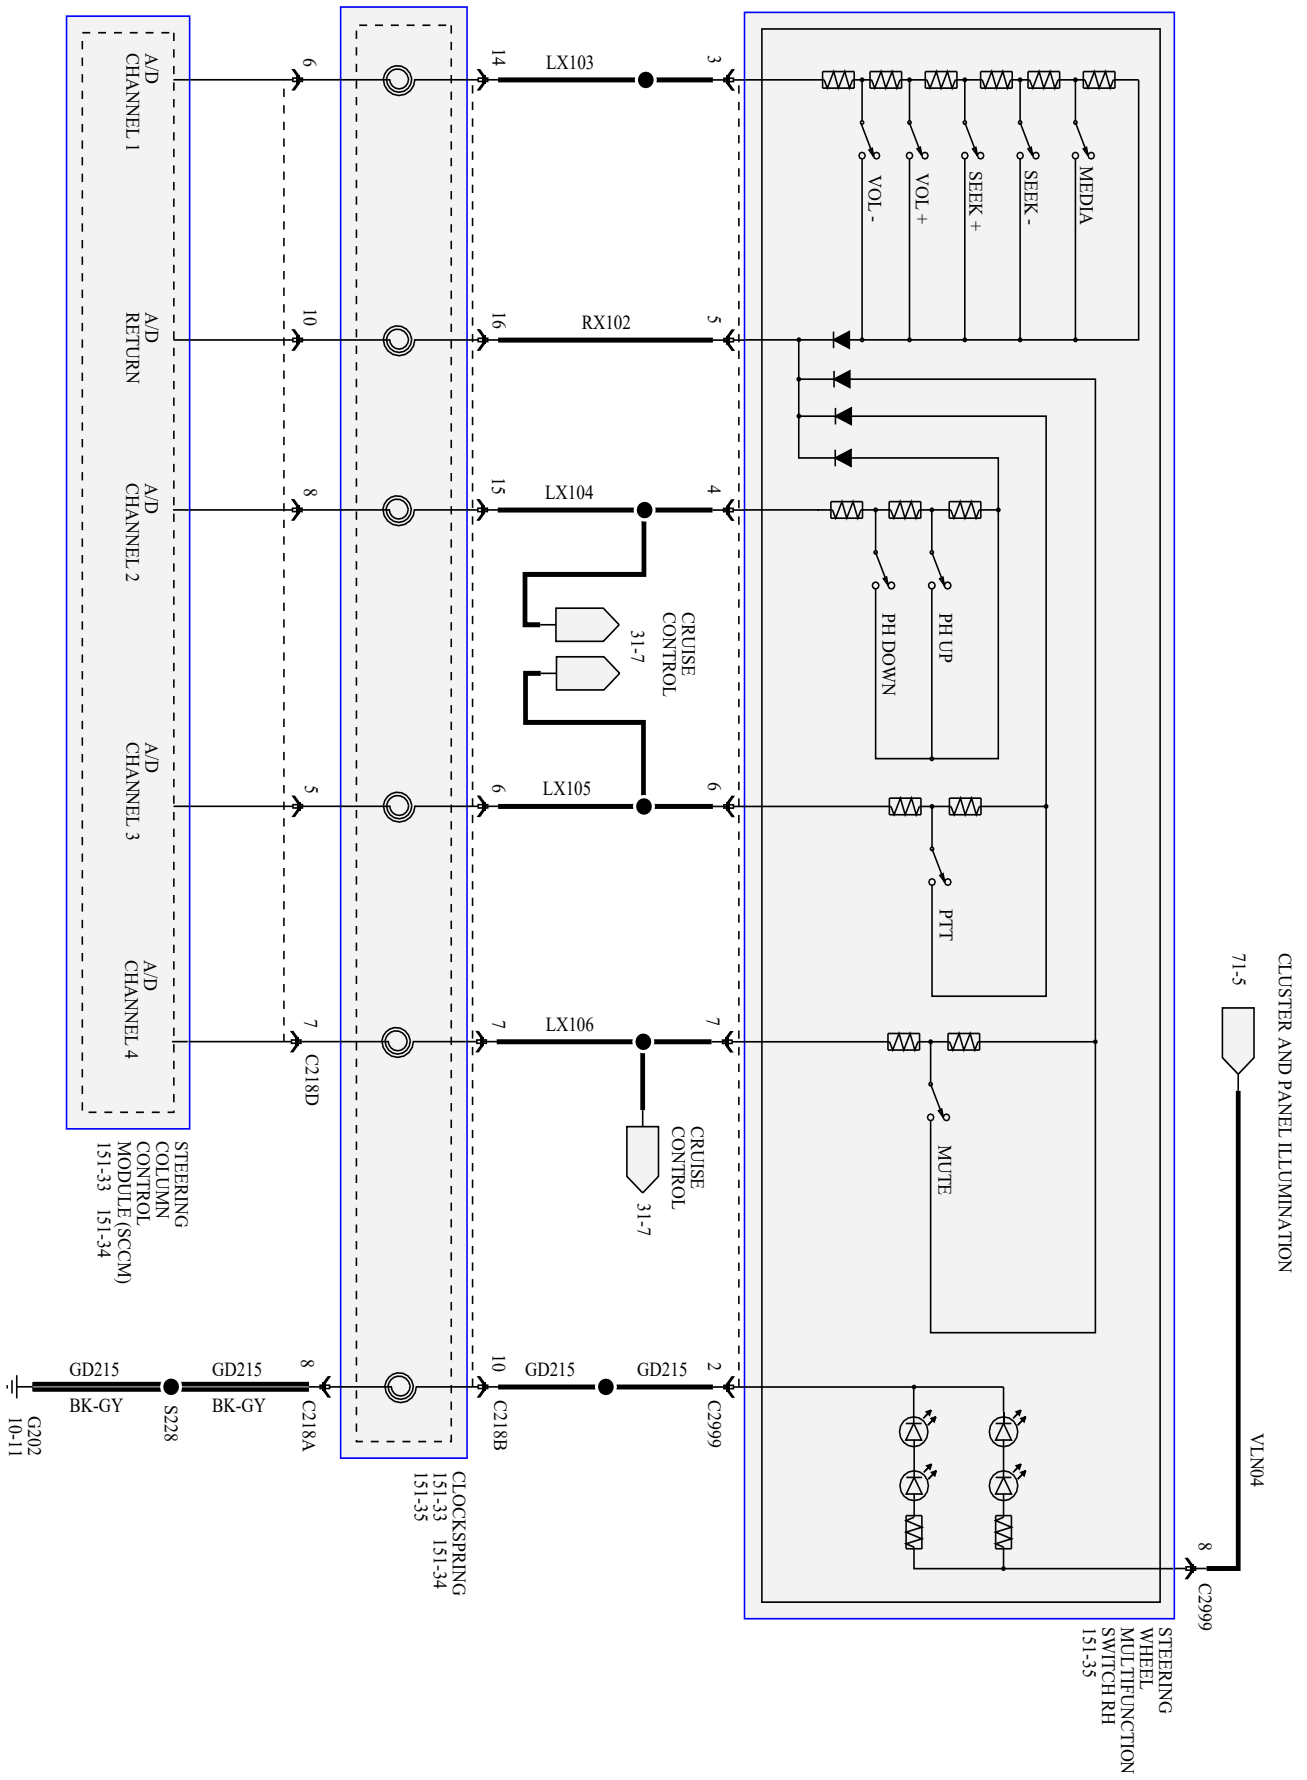 CLUSTER AND PANEL ILLUMINATION
71-5
VLN04
8
C2999
STEERING
WHEEL
MULTIFUNCTION
SWITCH RH
151-35
MEDIA
SEEK -
SEEK +
VOL +
VOL -
PH UP
PH DOWN
PTT
MUTE
3
5
4
6
7
2
C2999
LX103
RX102
LX104
LX105
LX106
GD215
GD215
CRUISE
CONTROL
31-7
CRUISE
CONTROL
31-7
14
16
15
6
7
10
C218B
CLOCKSPRING
151-33 151-34
151-35
6
10
8
5
7
C218D
8
C218A
A/D
CHANNEL 1
A/D
RETURN
A/D
CHANNEL 2
A/D
CHANNEL 3
A/D
CHANNEL 4
STEERING
COLUMN
CONTROL
MODULE (SCCM)
151-33 151-34
GD215
BK-GY
S228
GD215
BK-GY
G202
10-11